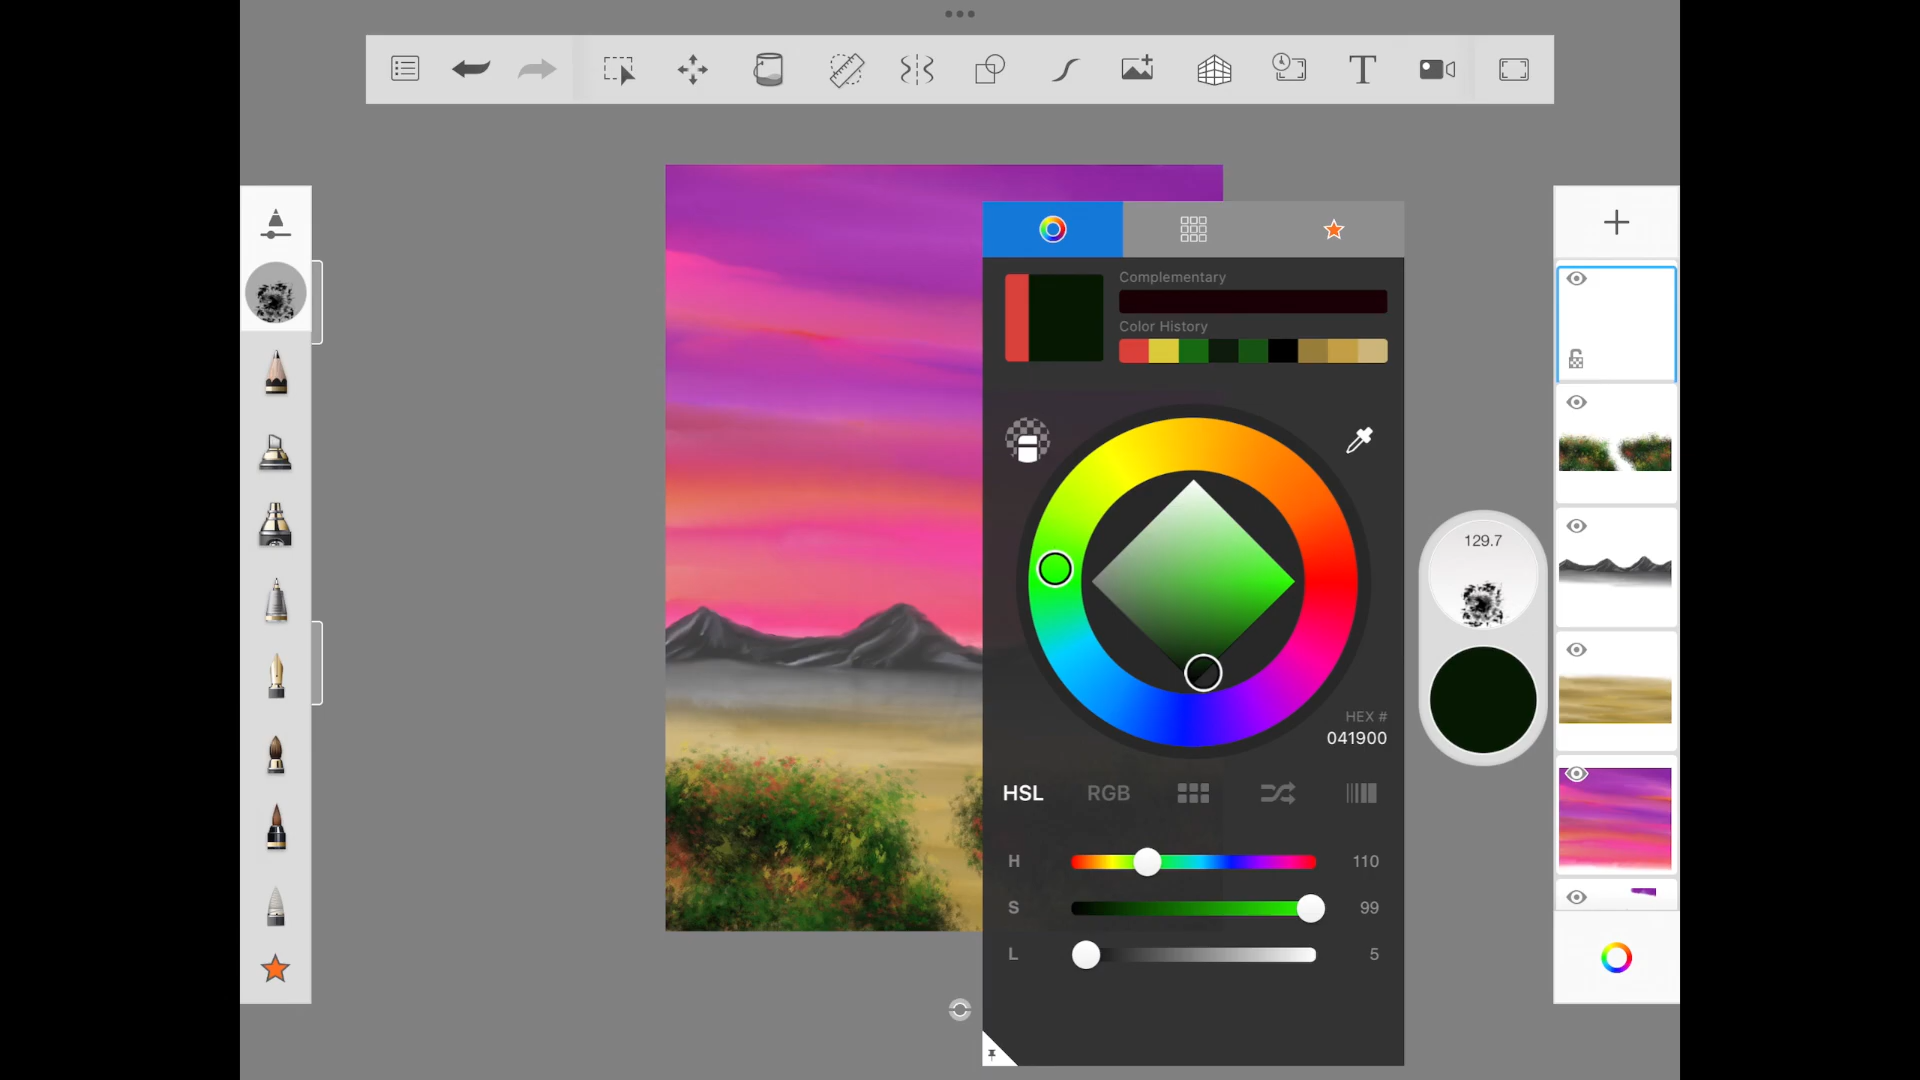 T
Complementary
Color History
129.7
HEX #
041900
HSL RGB
H 110
S 99
L 5